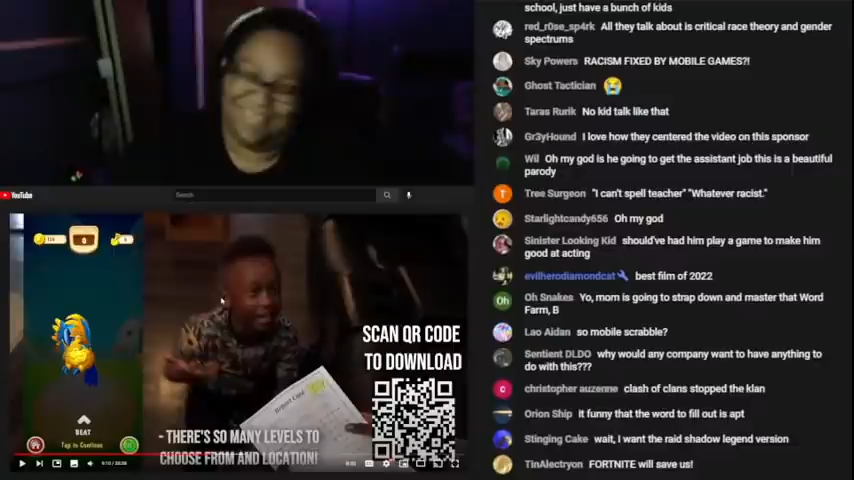 YouTube
Search
BEAT
Tap to Continue
Report Card
SCAN QR CODE
TO DOWNLOAD
- THERE'S SO MANY LEVELS TO
CHOOSE FROM AND LOCATION!
school, just have a bunch of kids
red_r0se_sp4rk All they talk about is critical race theory and gender
spectrums
Sky Powers RACISM FIXED BY MOBILE GAMES?!
Ghost Tactician
Taras Rurik No kid talk like that
Gr3yHound I love how they centered the video on this sponsor
Wil Oh my god is he going to get the assistant job this is a beautiful
parody
Tree Surgeon "I can't spell teacher" "Whatever racist."
Starlightcandy656 Oh my god
Sinister Looking Kid should've had him play a game to make him
good at acting
evilherodiamondcat best film of 2022
Oh Snakes Yo, mom is going to strap down and master that Word
Farm, B
Lao Aidan so mobile scrabble?
Sentient DLDO why would any company want to have anything to
do with this???
christopher auzenne clash of clans stopped the klan
Orion Ship it funny that the word to fill out is apt
Stinging Cake wait, I want the raid shadow legend version
TinAlectryon FORTNITE will save us!